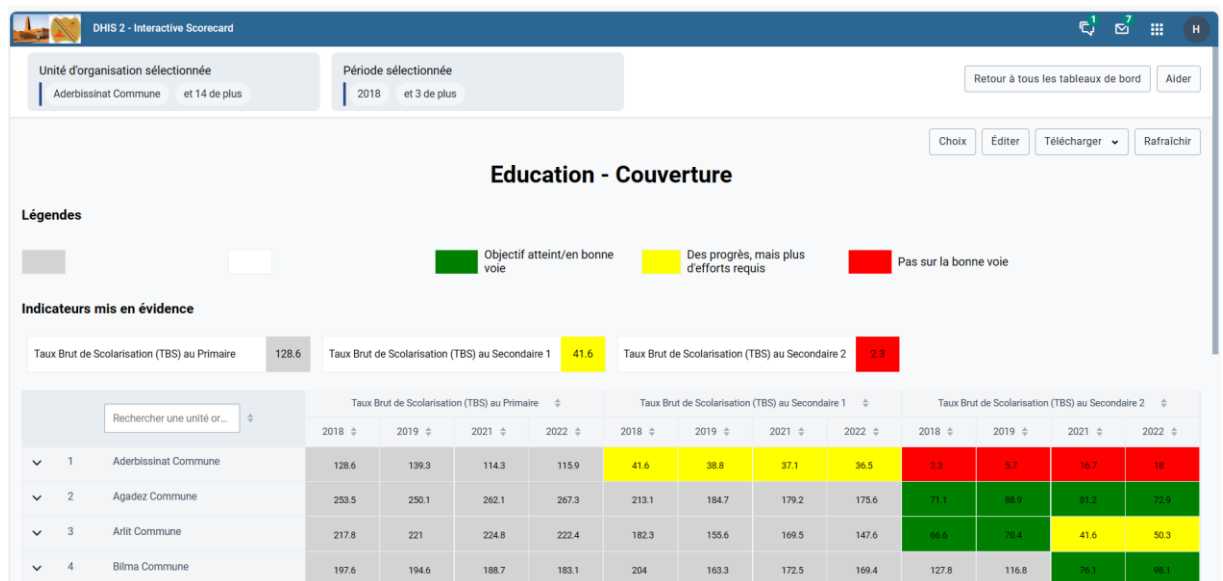 DHIS 2 - Interactive Scorecard
1
7
H
Unité d'organisation sélectionnée
Aderbissinat Commune et 14 de plus
Période sélectionnée
2018 et 3 de plus
Retour à tous les tableaux de bord
Aider
Choix
Éditer
Télécharger
Rafraîchir
Education - Couverture
Légendes
Objectif atteint/en bonne
voie
Des progrès, mais plus
d'efforts requis
Pas sur la bonne voie
Indicateurs mis en évidence
Taux Brut de Scolarisation (TBS) au Primaire 128.6
Taux Brut de Scolarisation (TBS) au Secondaire 1 41.6
Taux Brut de Scolarisation (TBS) au Secondaire 2 2.3
Rechercher une unité or...
Taux Brut de Scolarisation (TBS) au Primaire Taux Brut de Scolarisation (TBS) au Secondaire 1 Taux Brut de Scolarisation (TBS) au Secondaire 2
2018 2019 2021 2022 2018 2019 2021 2022 2018 2019 2021 2022
1 Aderbissinat Commune 128.6 139.3 114.3 115.9 41.6 38.8 37.1 36.5 2.3 5.7 16.7 18
2 Agadez Commune 253.5 250.1 262.1 267.3 213.1 184.7 179.2 175.6 71.1 88.9 81.2 72.9
3 Arlit Commune 217.8 221 224.8 222.4 182.3 155.6 169.5 147.6 66.6 70.4 41.6 50.3
4 Bilma Commune 197.6 194.6 188.7 183.1 204 163.3 172.5 169.4 127.8 116.8 76.1 98.1